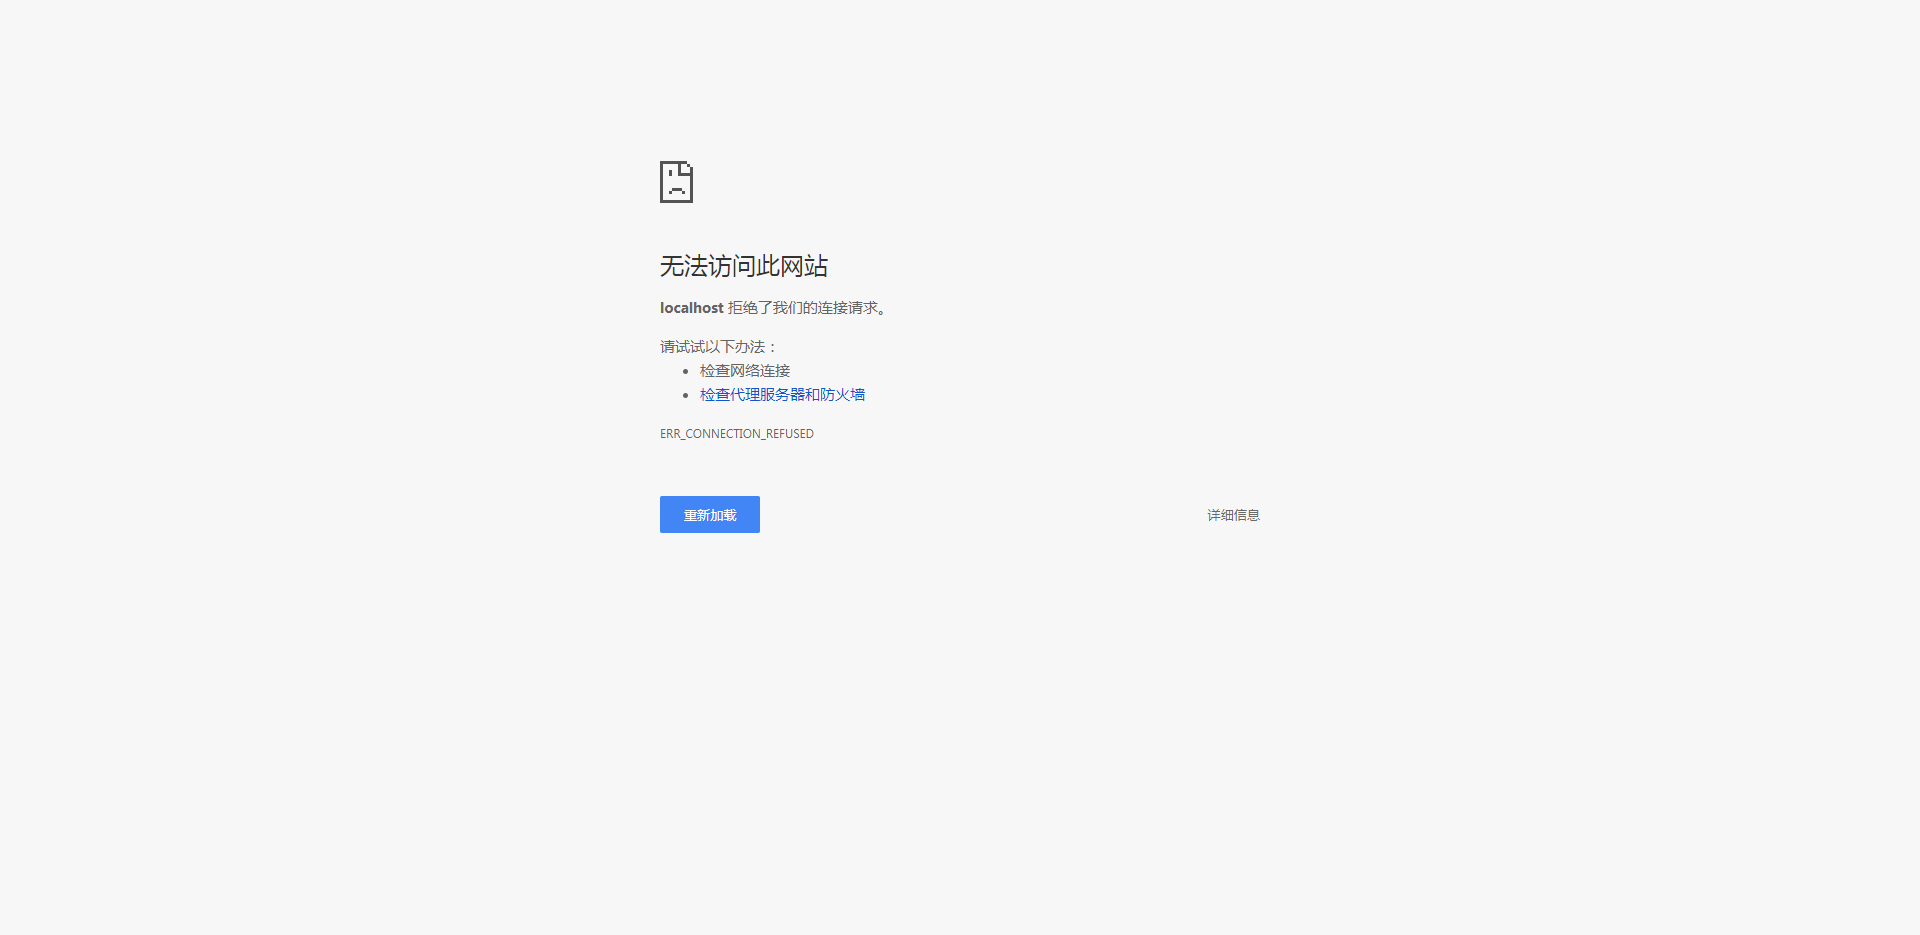 无法访问此网站
localhost 拒绝了我们的连接请求。
请试试以下办法：
检查网络连接
检查代理服务器和防火墙
ERR_CONNECTION_REFUSED
重新加载
详细信息